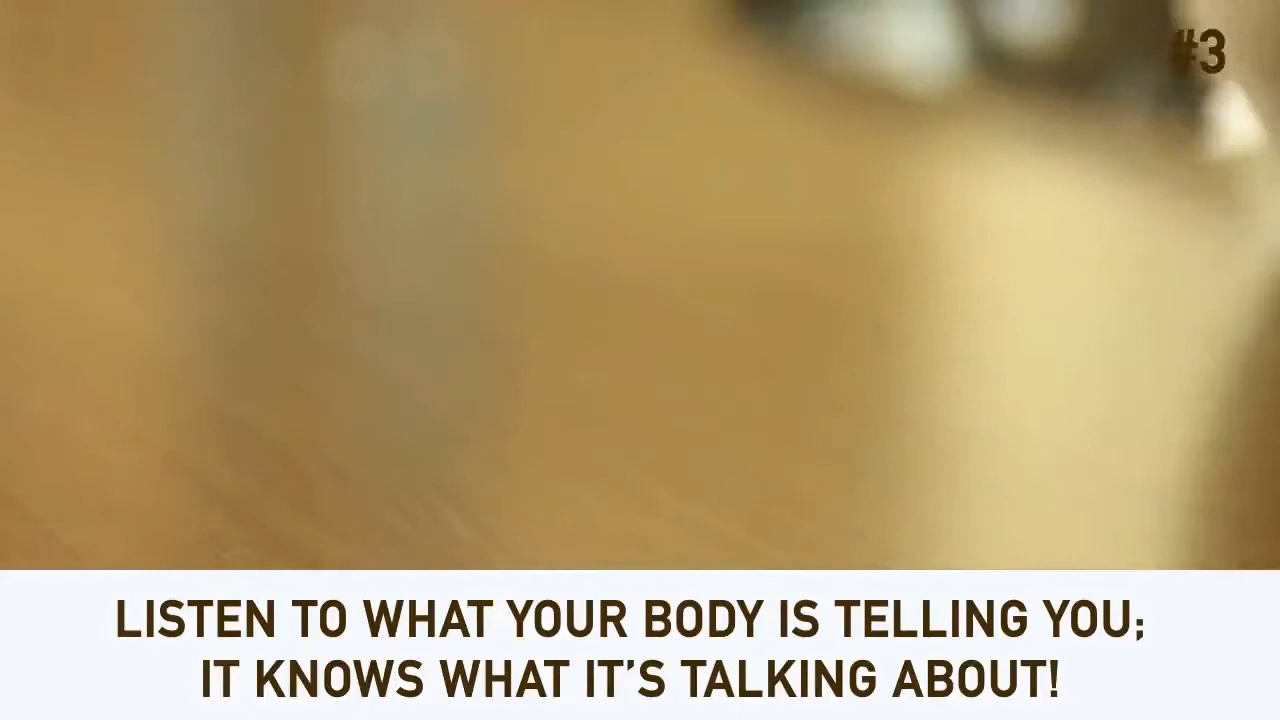 #3
LISTEN TO WHAT YOUR BODY IS TELLING YOU;
IT KNOWS WHAT IT'S TALKING ABOUT!